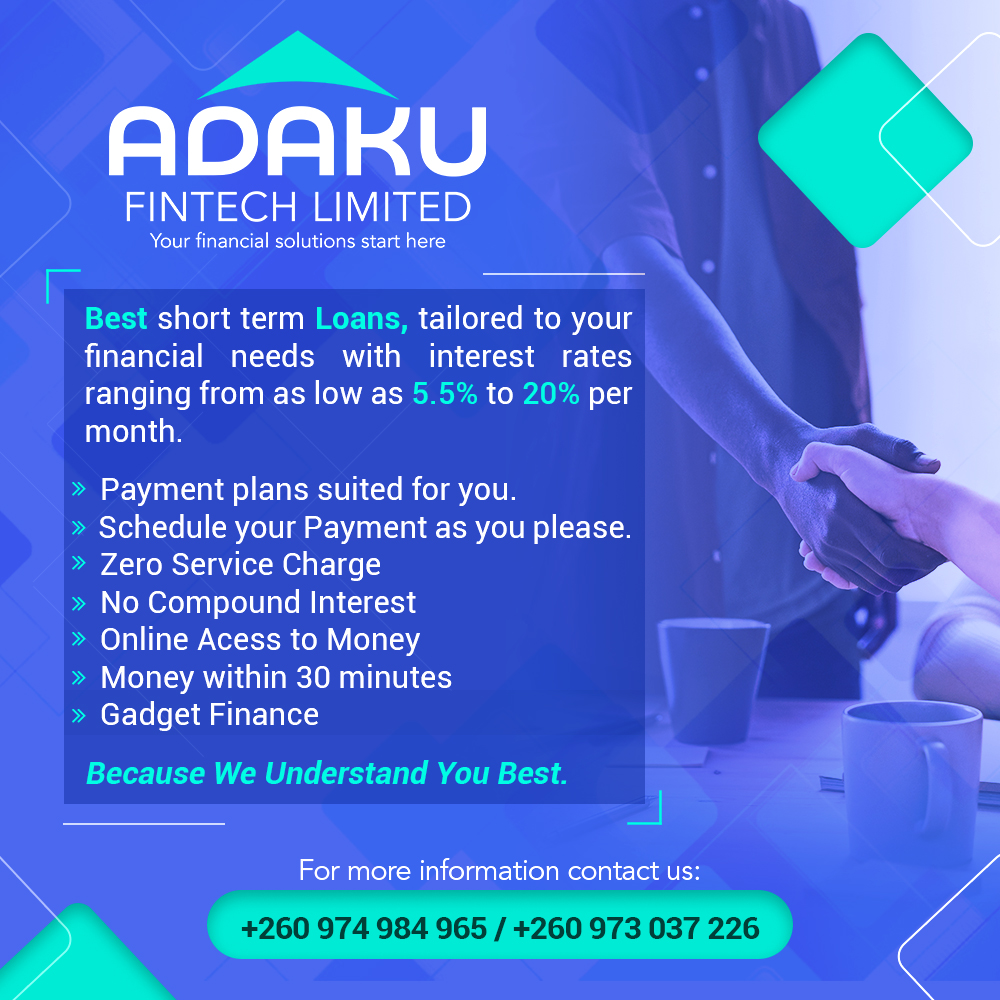 ADAKU
FINTECH LIMITED
Your financial solutions start here
Best short term Loans, tailored to your
financial needs with interest rates
ranging from as low as 5.5% to 20% per
month.
Payment plans suited for you.
Schedule your Payment as you please.
Zero Service Charge
No Compound Interest
Online Acess to Money
Money within 30 minutes
Gadget Finance
Because We Understand You Best.
For more information contact us:
+260 974 984 965 / +260 973 037 226